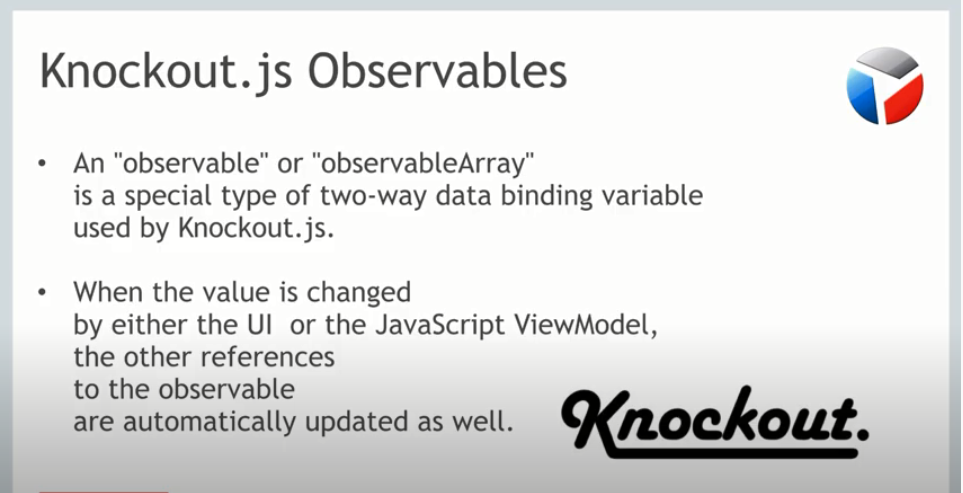 Knockout.js Observables
• An "observable" or "observableArray"
is a special type of two-way data binding variable
used by Knockout.js.
• When the value is changed
by either the UI or the JavaScript ViewModel,
the other references
to the observable
are automatically updated as well.
Knockout.